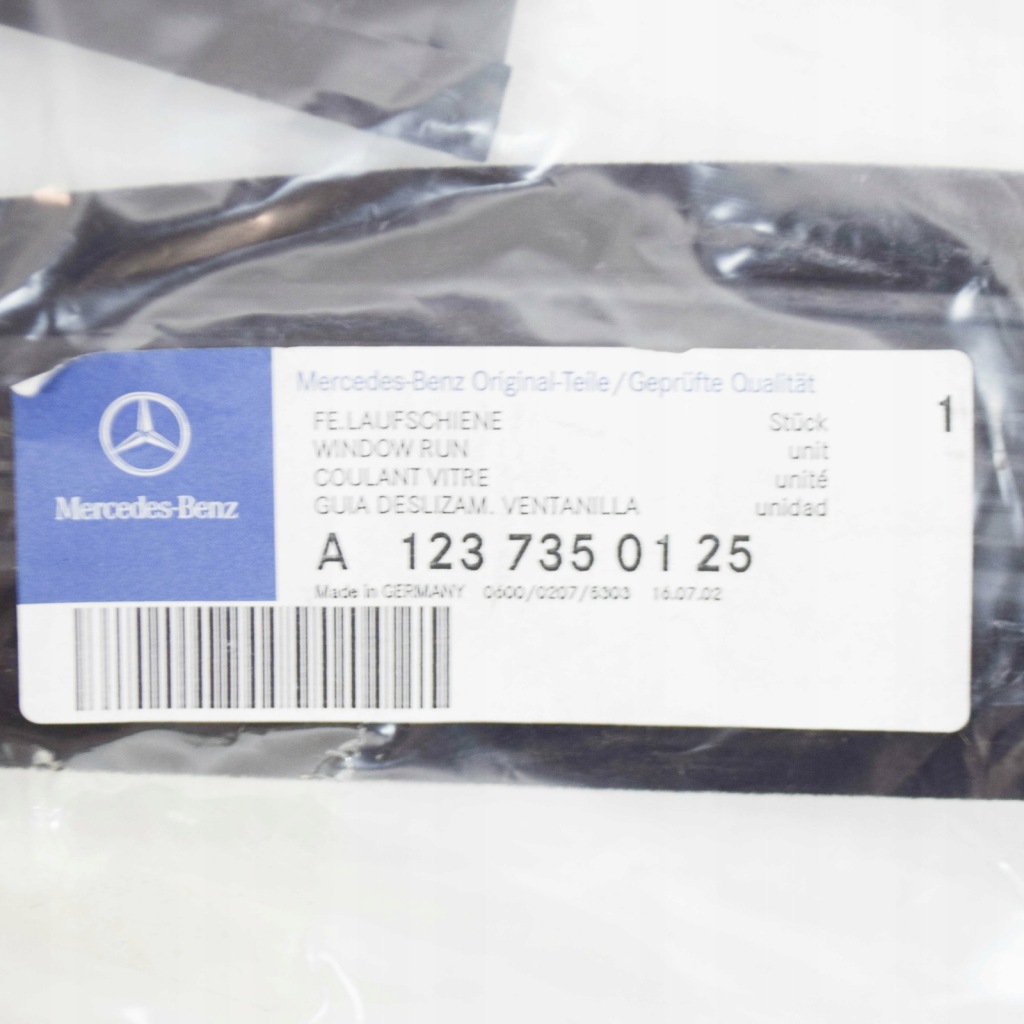 Mercedes-Benz
Mercedes-Benz Original-Teile/Geprüfte Qualität
FE.LAUFSCHIENE Stück 1
WINDOW RUN unit
COULANT VITRE unité
GUIA DESLIZAM. VENTANILLA unidad
A 123 735 01 25
Made in GERMANY 0600/0207/5303 16.07.02